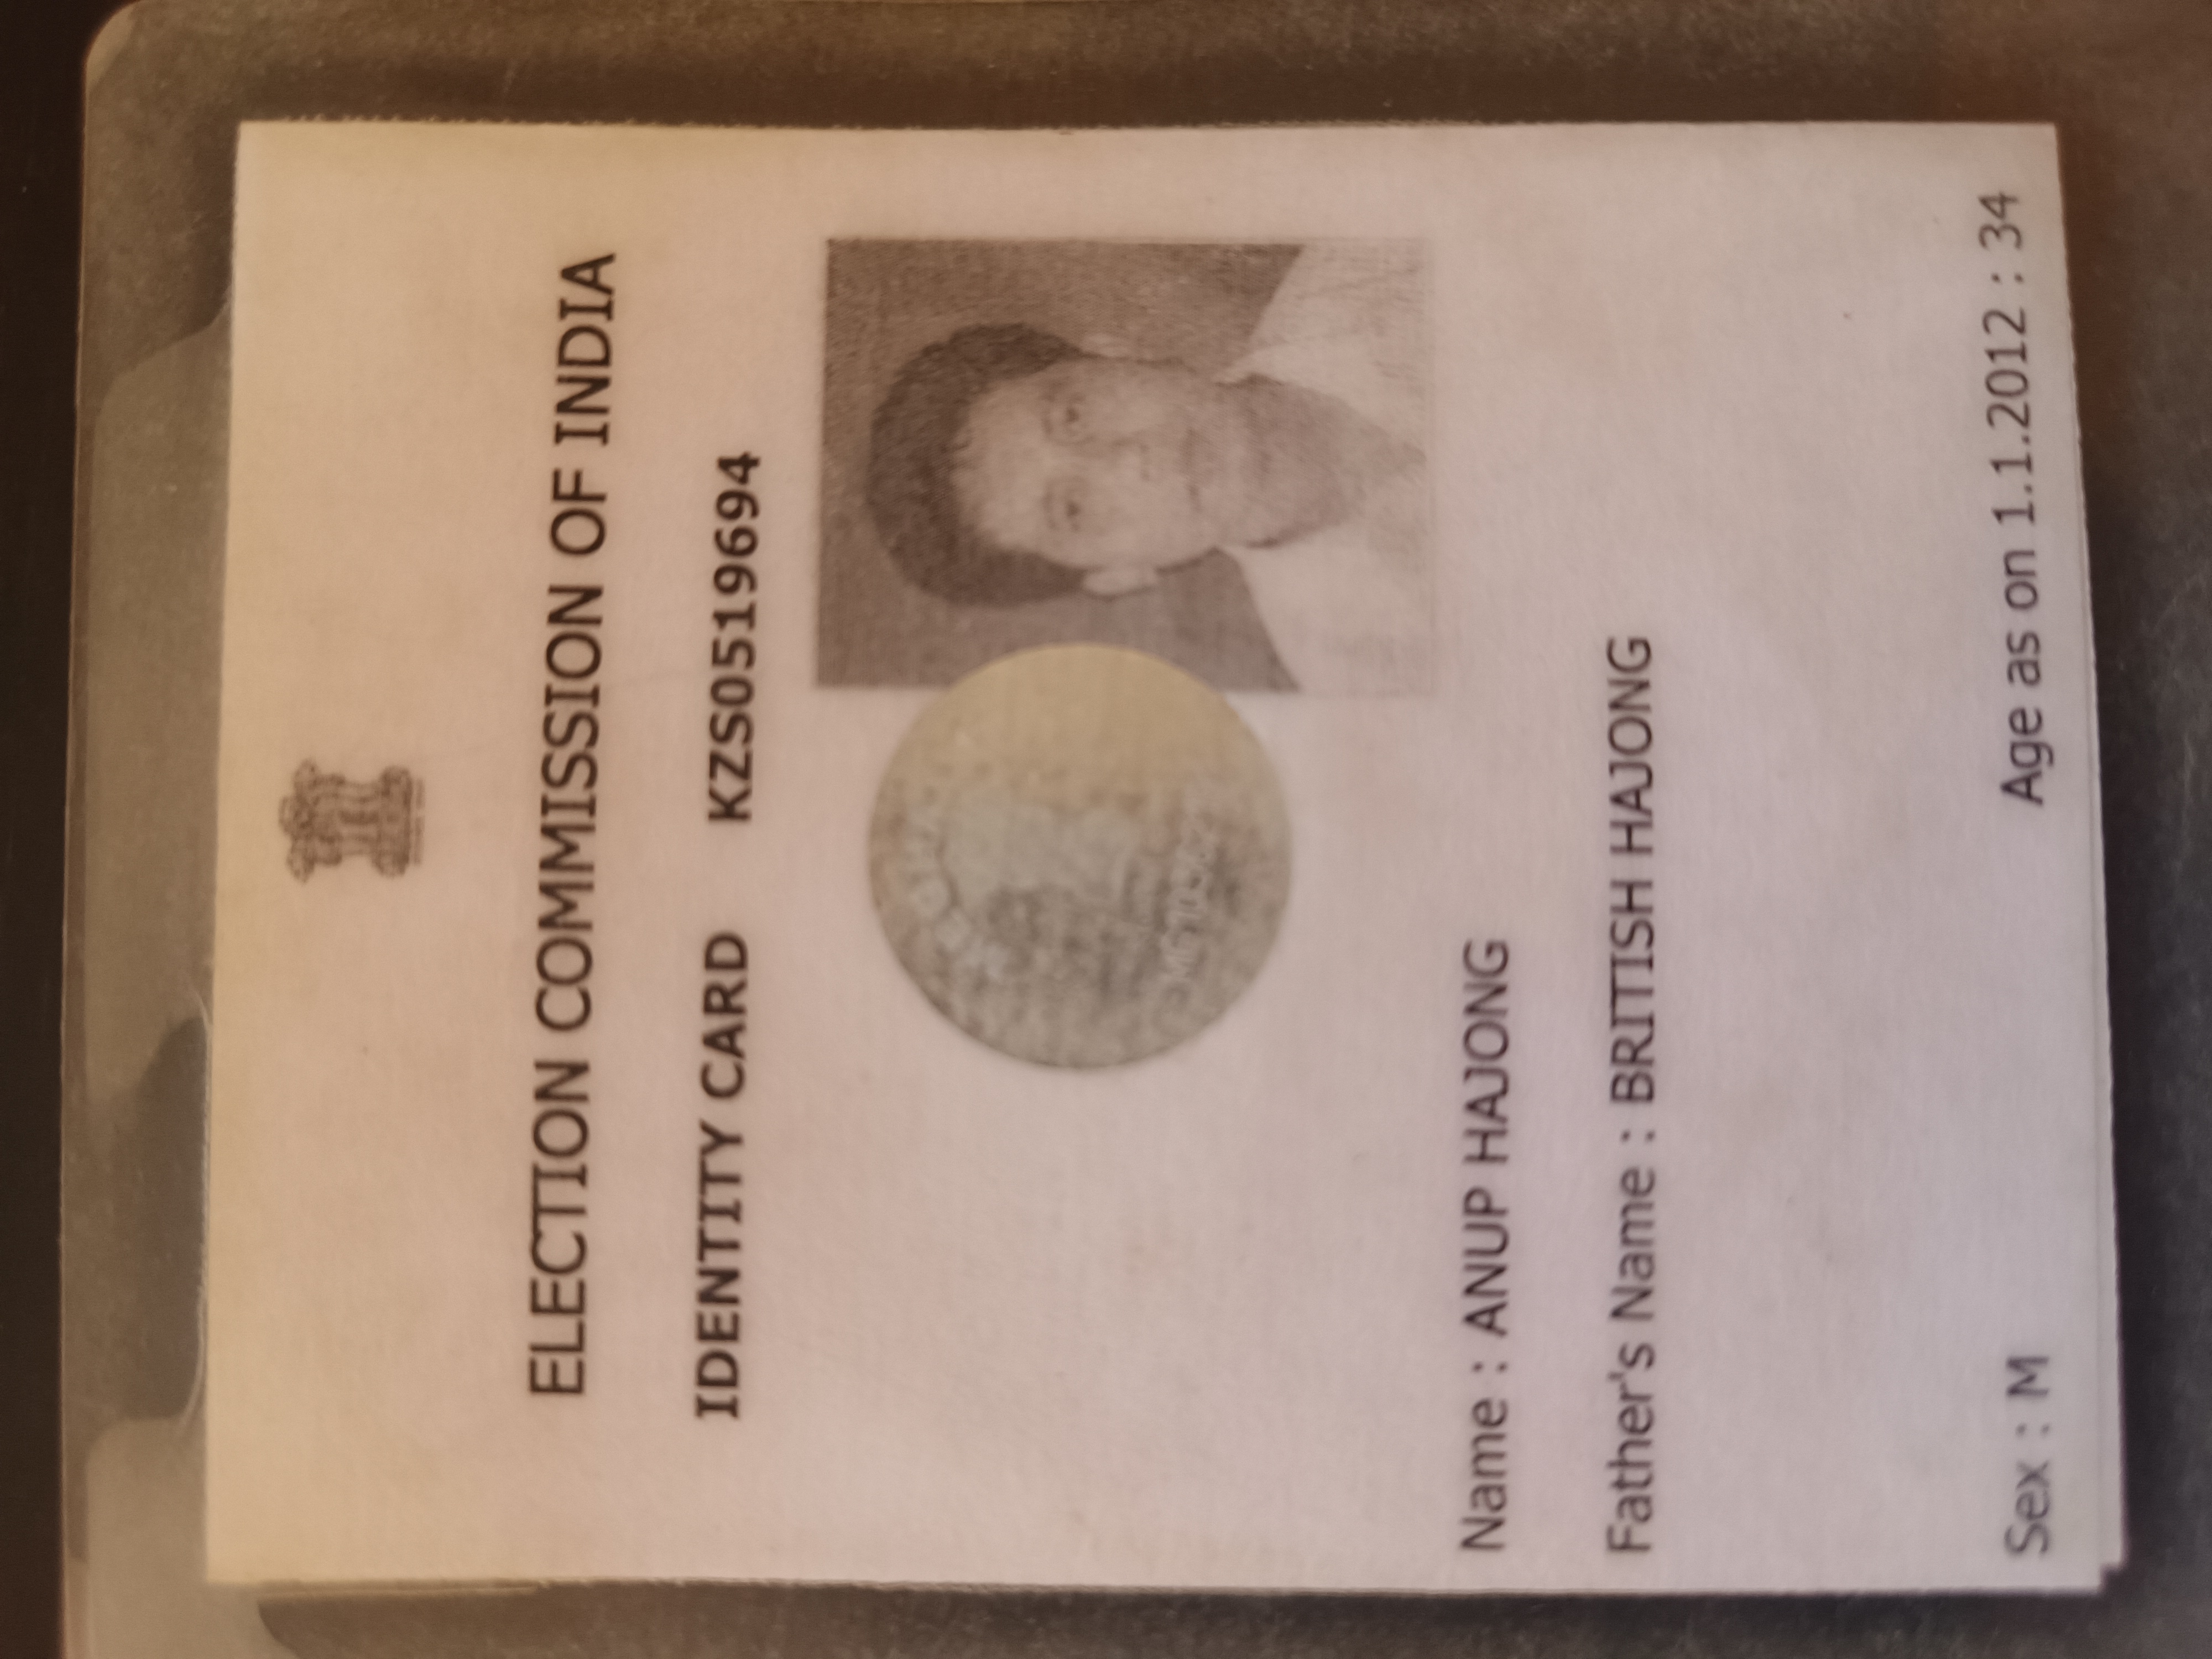 ELECTION COMMISSION OF INDIA
IDENTITY CARD KZS0519694
Name : ANUP HAJONG
Father's Name : BRITISH HAJONG
Sex : M Age as on 1.1.2012 : 34